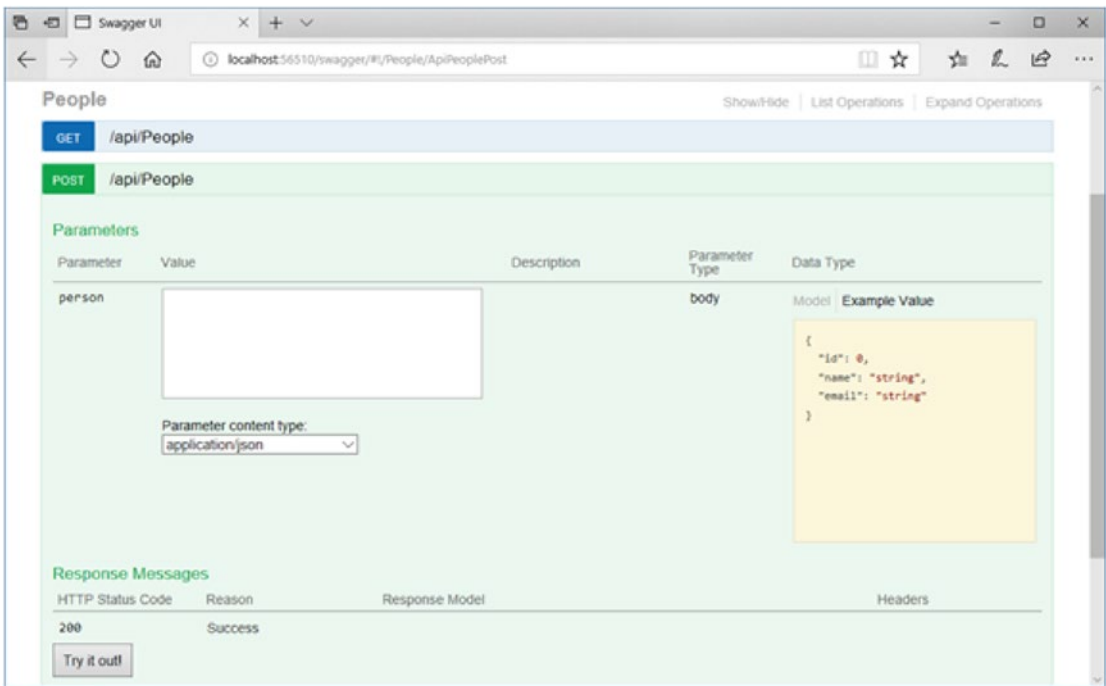 Swagger UI
localhost:56510/swagger/#!/People/ApiPeoplePost
People
Show/Hide List Operations Expand Operations
GET /api/People
POST /api/People
Parameters
Parameter Value Description Parameter Type Data Type
person body Model Example Value
{
"id": 0,
"name": "string",
"email": "string"
}
Parameter content type:
application/json
Response Messages
HTTP Status Code Reason Response Model Headers
200 Success
Try it out!